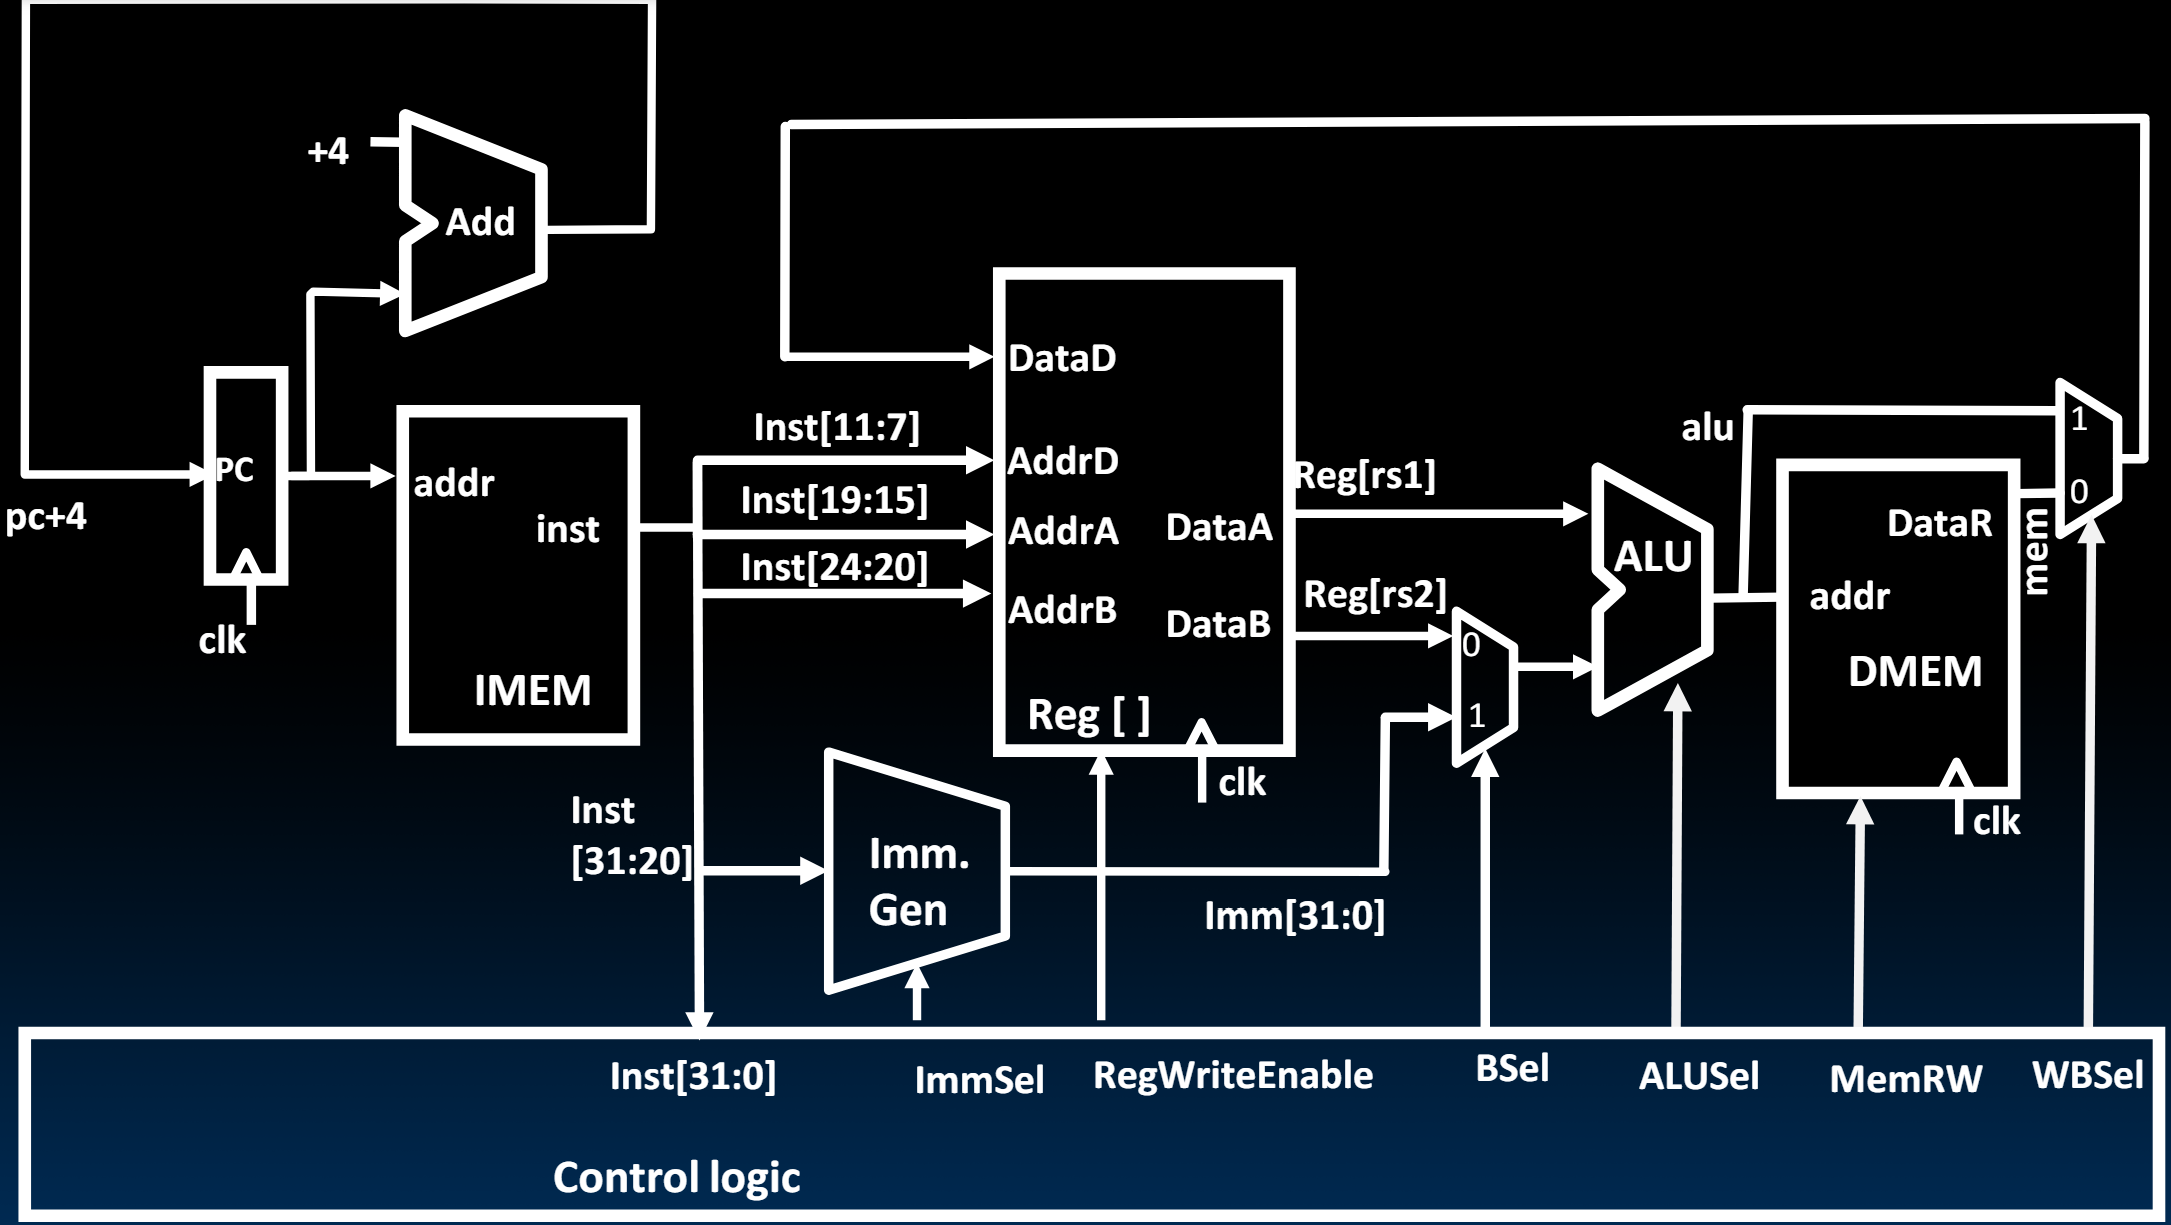 +4
Add
pc+4
PC
clk
addr
inst
IMEM
Inst[11:7]
Inst[19:15]
Inst[24:20]
DataD
AddrD
AddrA
AddrB
DataA
DataB
Reg [ ]
clk
Reg[rs1]
Reg[rs2]
0
1
ALU
alu
DataR
addr
DMEM
clk
mem
1
0
Inst
[31:20]
Imm.
Gen
Imm[31:0]
Inst[31:0]
ImmSel
RegWriteEnable
BSel
ALUSel
MemRW
WBSel
Control logic